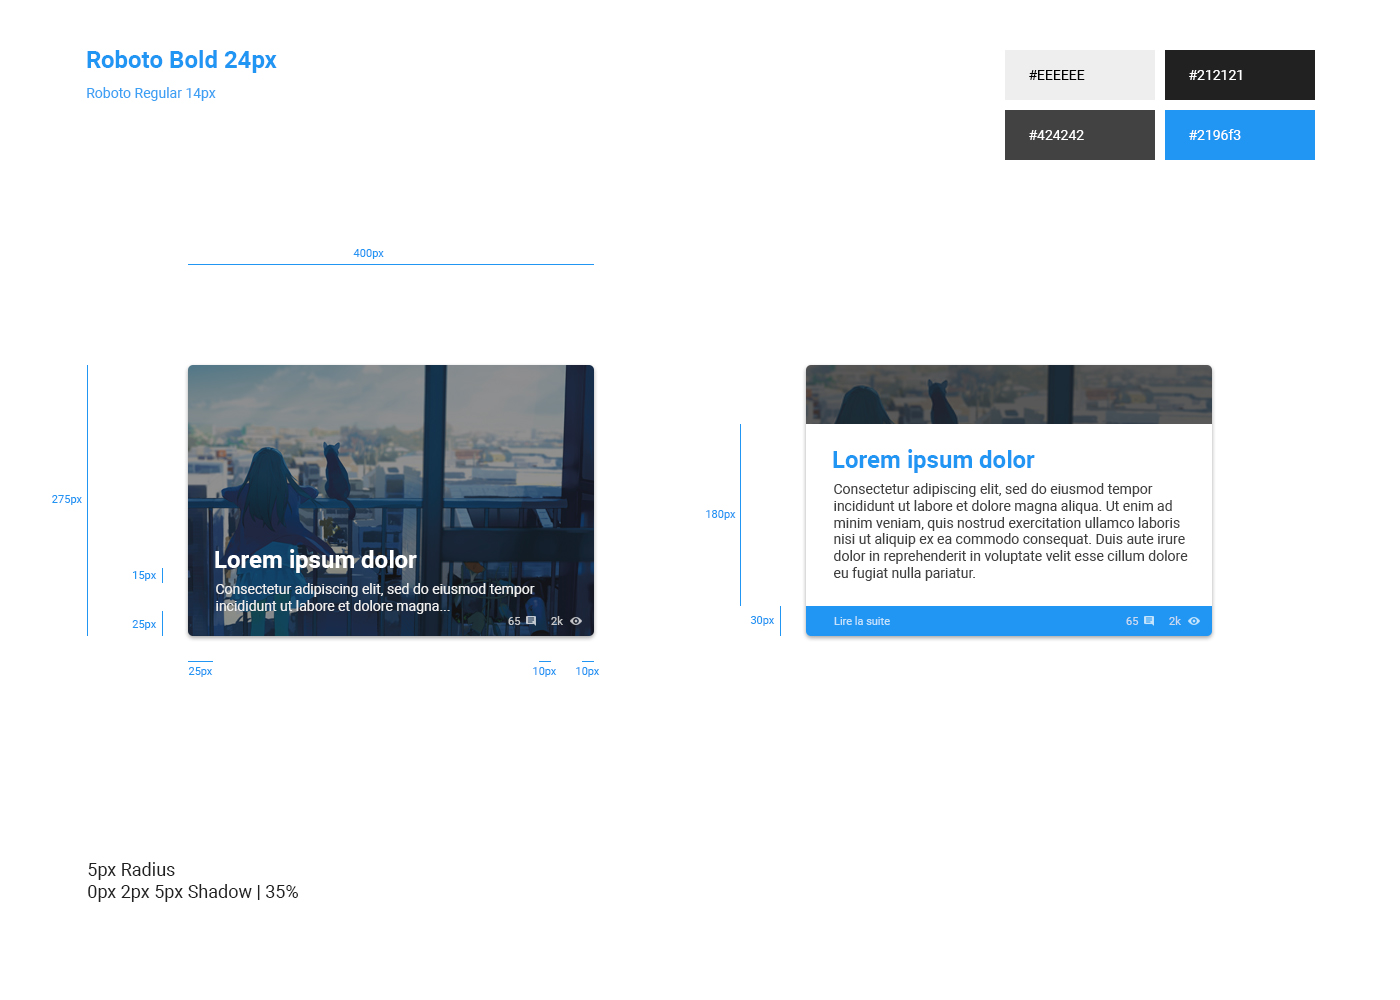 Roboto Bold 24px
Roboto Regular 14px
#EEEEEE
#212121
#424242
#2196f3
400px
275px
15px
25px
Lorem ipsum dolor
Consectetur adipiscing elit, sed do eiusmod tempor
incididunt ut labore et dolore magna...
65
2k
25px
10px
10px
180px
30px
Lorem ipsum dolor
Consectetur adipiscing elit, sed do eiusmod tempor
incididunt ut labore et dolore magna aliqua. Ut enim ad
minim veniam, quis nostrud exercitation ullamco laboris
nisi ut aliquip ex ea commodo consequat. Duis aute irure
dolor in reprehenderit in voluptate velit esse cillum dolore
eu fugiat nulla pariatur.
Lire la suite
65
2k
5px Radius
0px 2px 5px Shadow | 35%